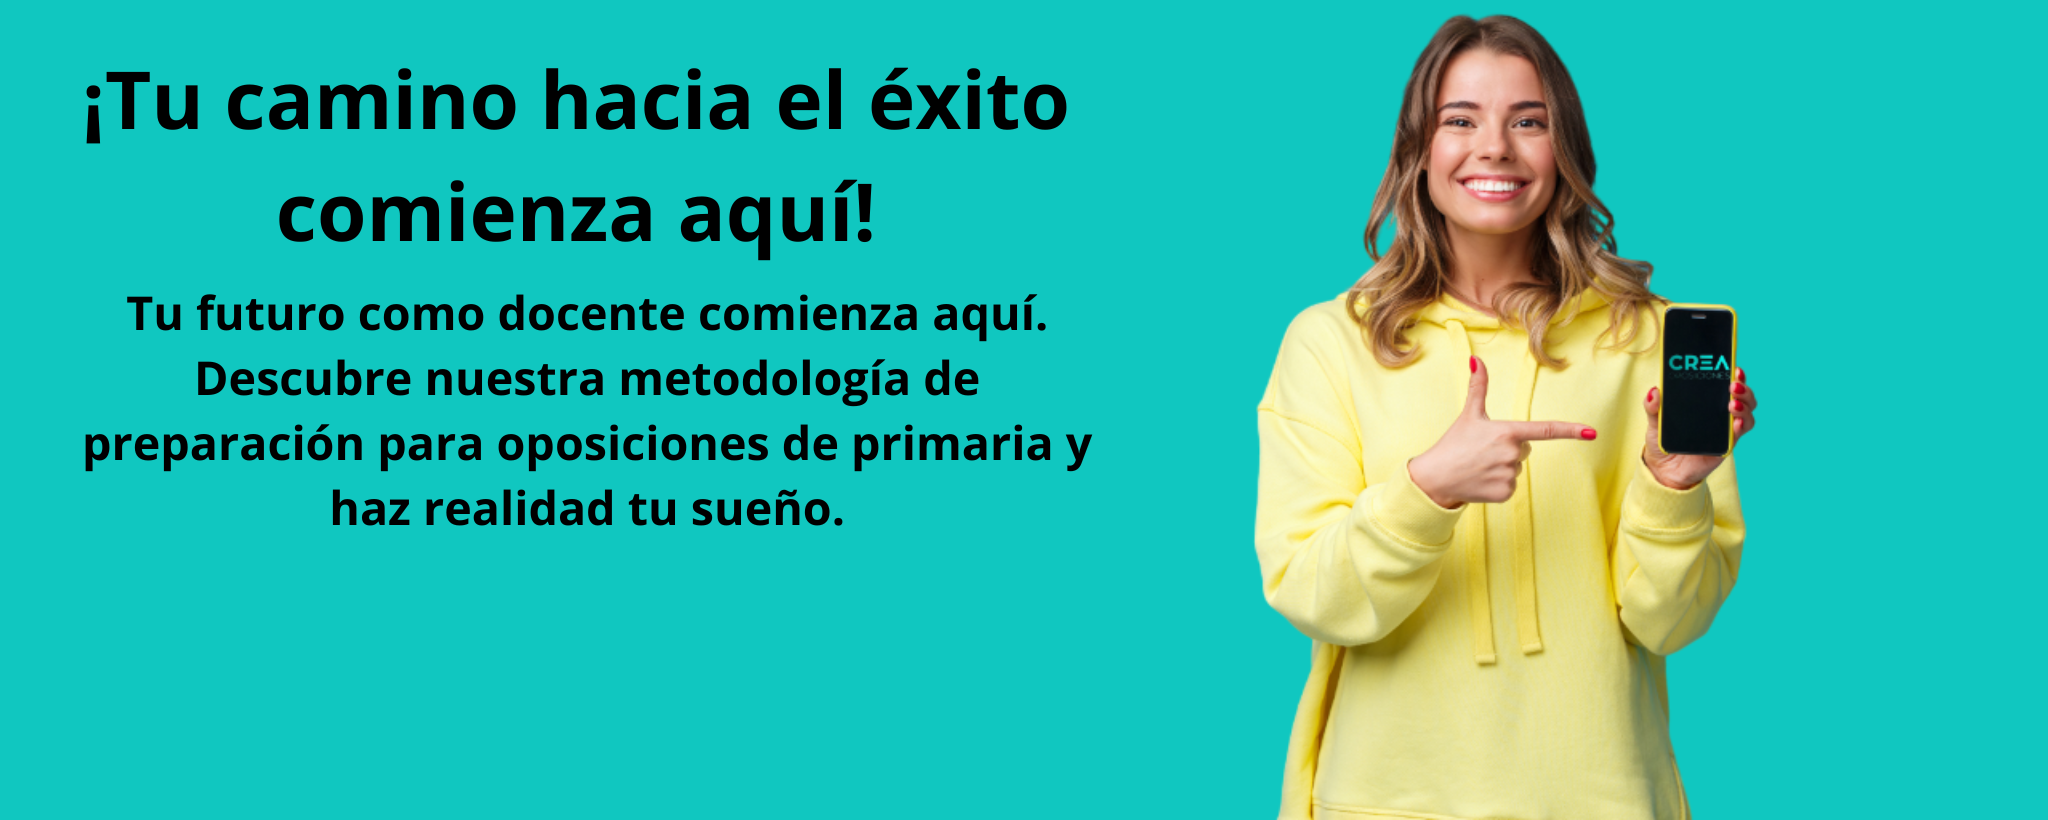 ¡Tu camino hacia el éxito
comienza aquí!
Tu futuro como docente comienza aquí.
Descubre nuestra metodología de
preparación para oposiciones de primaria y
haz realidad tu sueño.
CREA